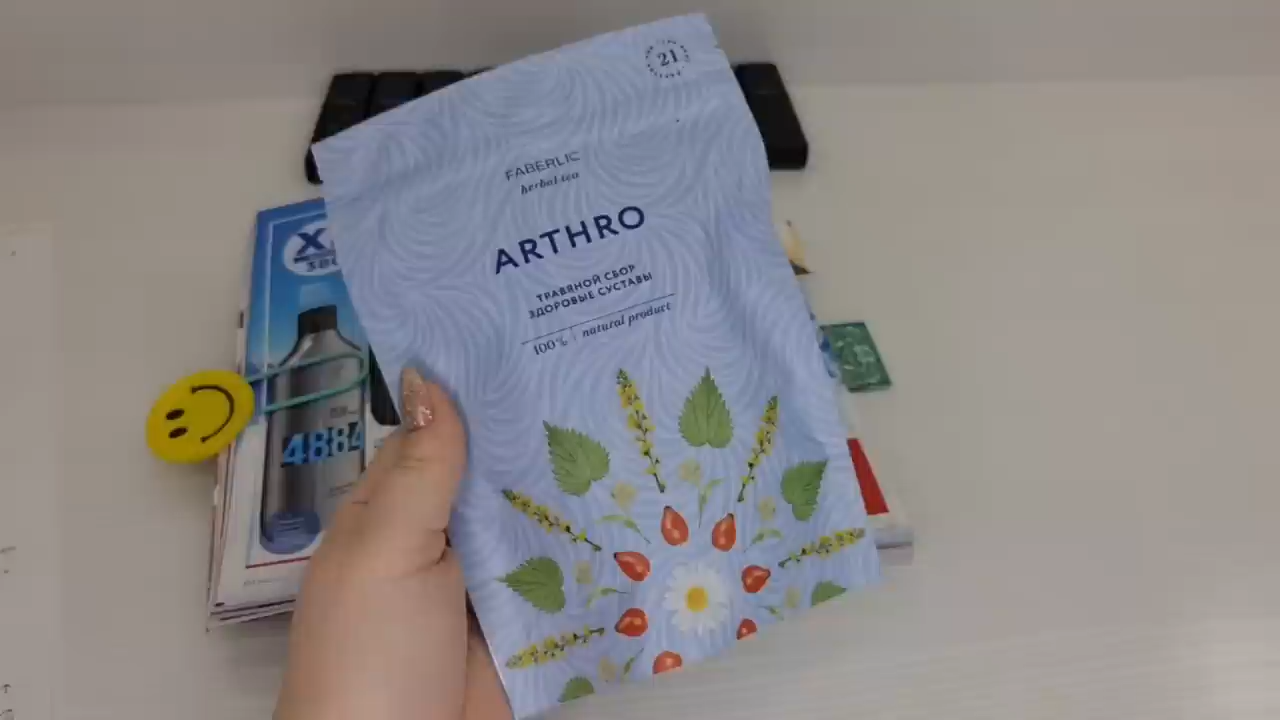 21
FABERLIC
herbal tea
ARTHRO
ТРАВЯНОЙ СБОР
ЗДОРОВЫЕ СУСТАВЫ
100% natural product
4884